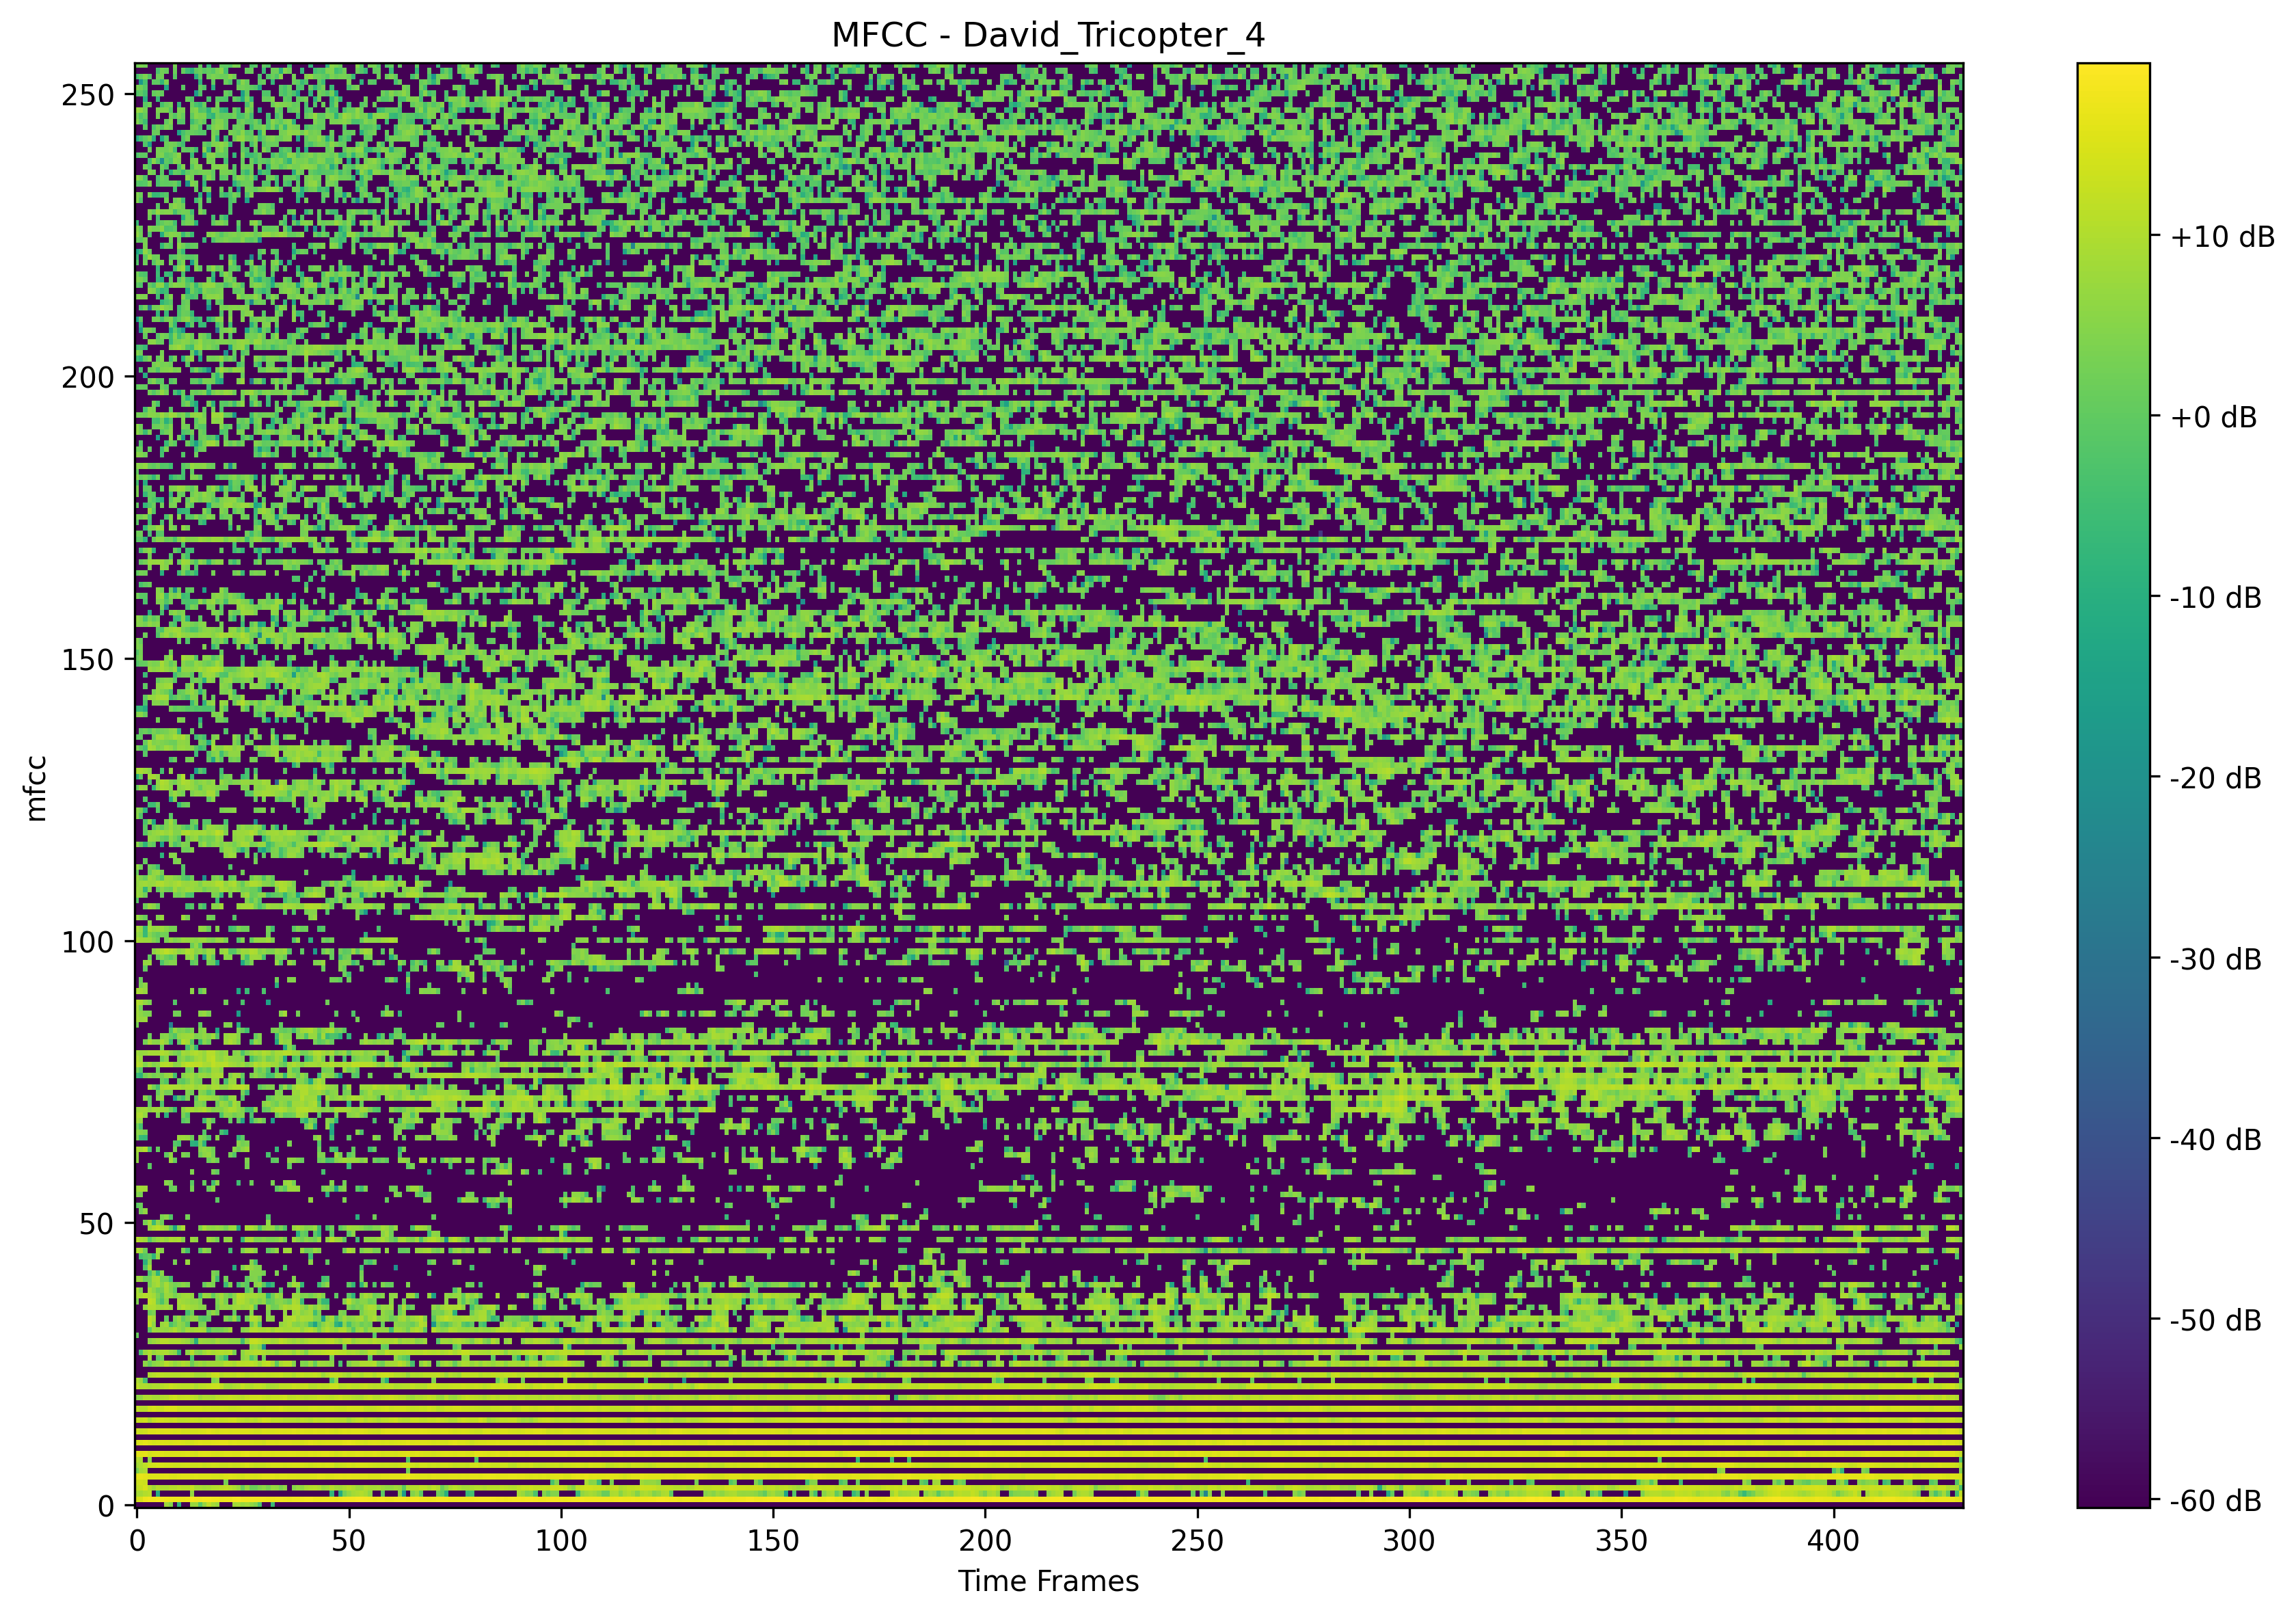 MFCC - David_Tricopter_4
250
200
150
100
50
0
mfcc
0 50 100 150 200 250 300 350 400
Time Frames
+10 dB
+0 dB
-10 dB
-20 dB
-30 dB
-40 dB
-50 dB
-60 dB